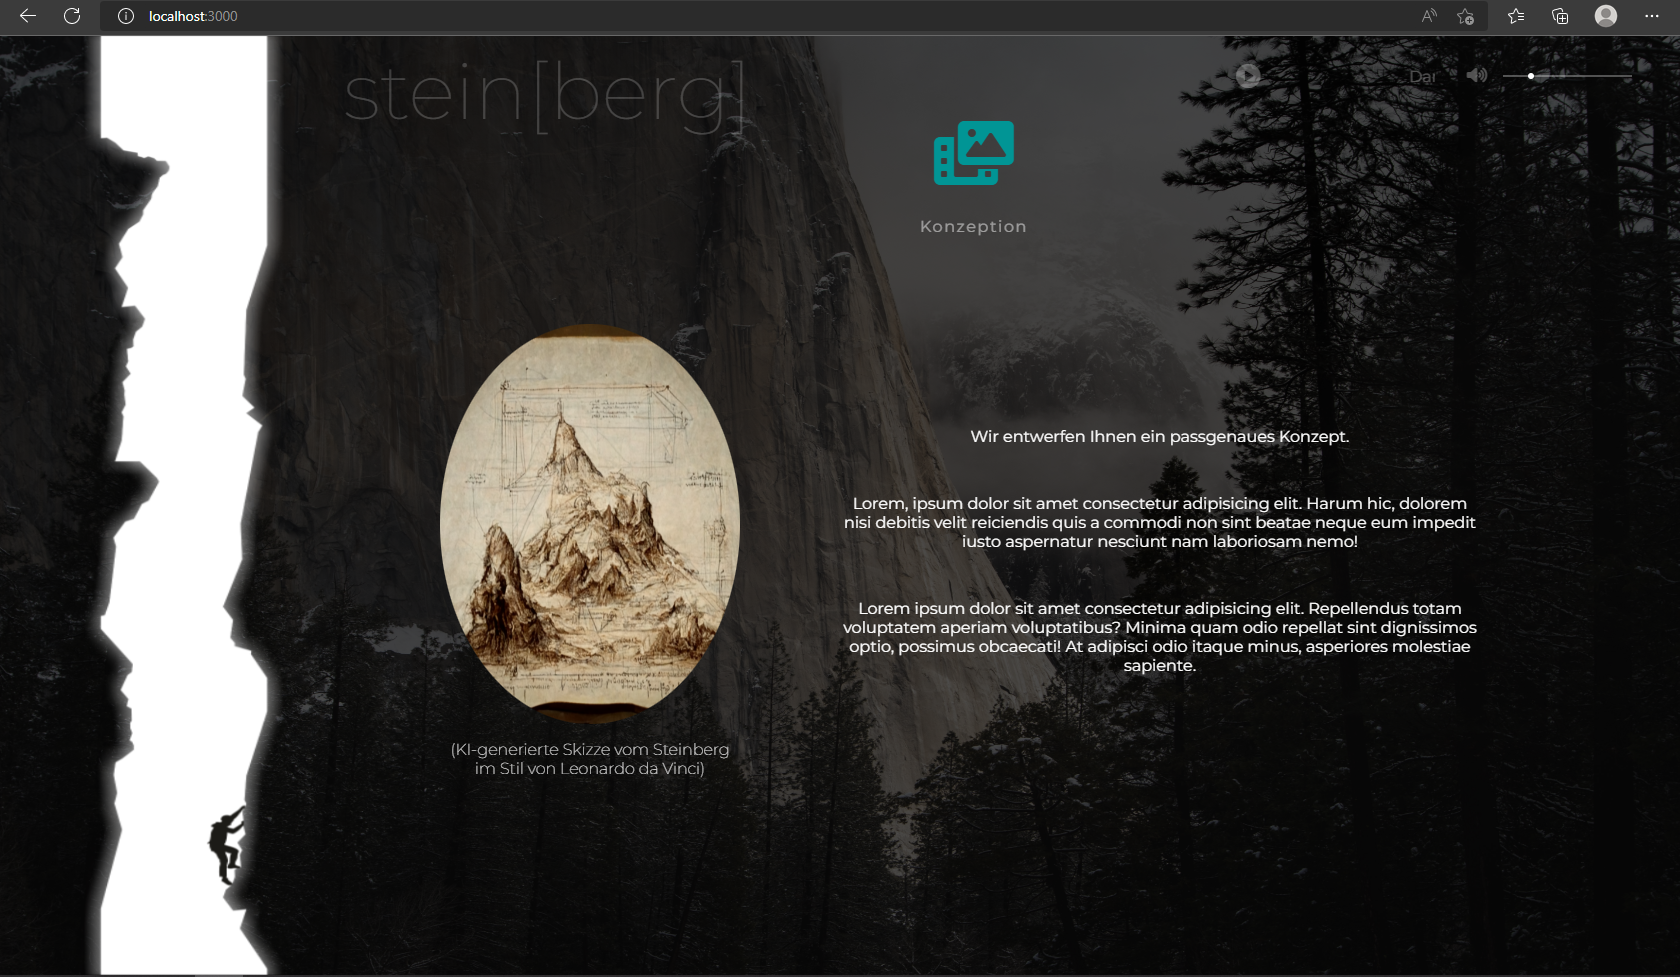 localhost:3000
stein[berg]
Dar
Konzeption
Wir entwerfen Ihnen ein passgenaues Konzept.
Lorem, ipsum dolor sit amet consectetur adipisicing elit. Harum hic, dolorem
nisi debitis velit reiciendis quis a commodi non sint beatae neque eum impedit
iusto aspernatur nesciunt nam laboriosam nemo!
Lorem ipsum dolor sit amet consectetur adipisicing elit. Repellendus totam
voluptatem aperiam voluptatibus? Minima quam odio repellat sint dignissimos
optio, possimus obcaecati! At adipisci odio itaque minus, asperiores molestiae
sapiente.
(KI-generierte Skizze vom Steinberg
im Stil von Leonardo da Vinci)